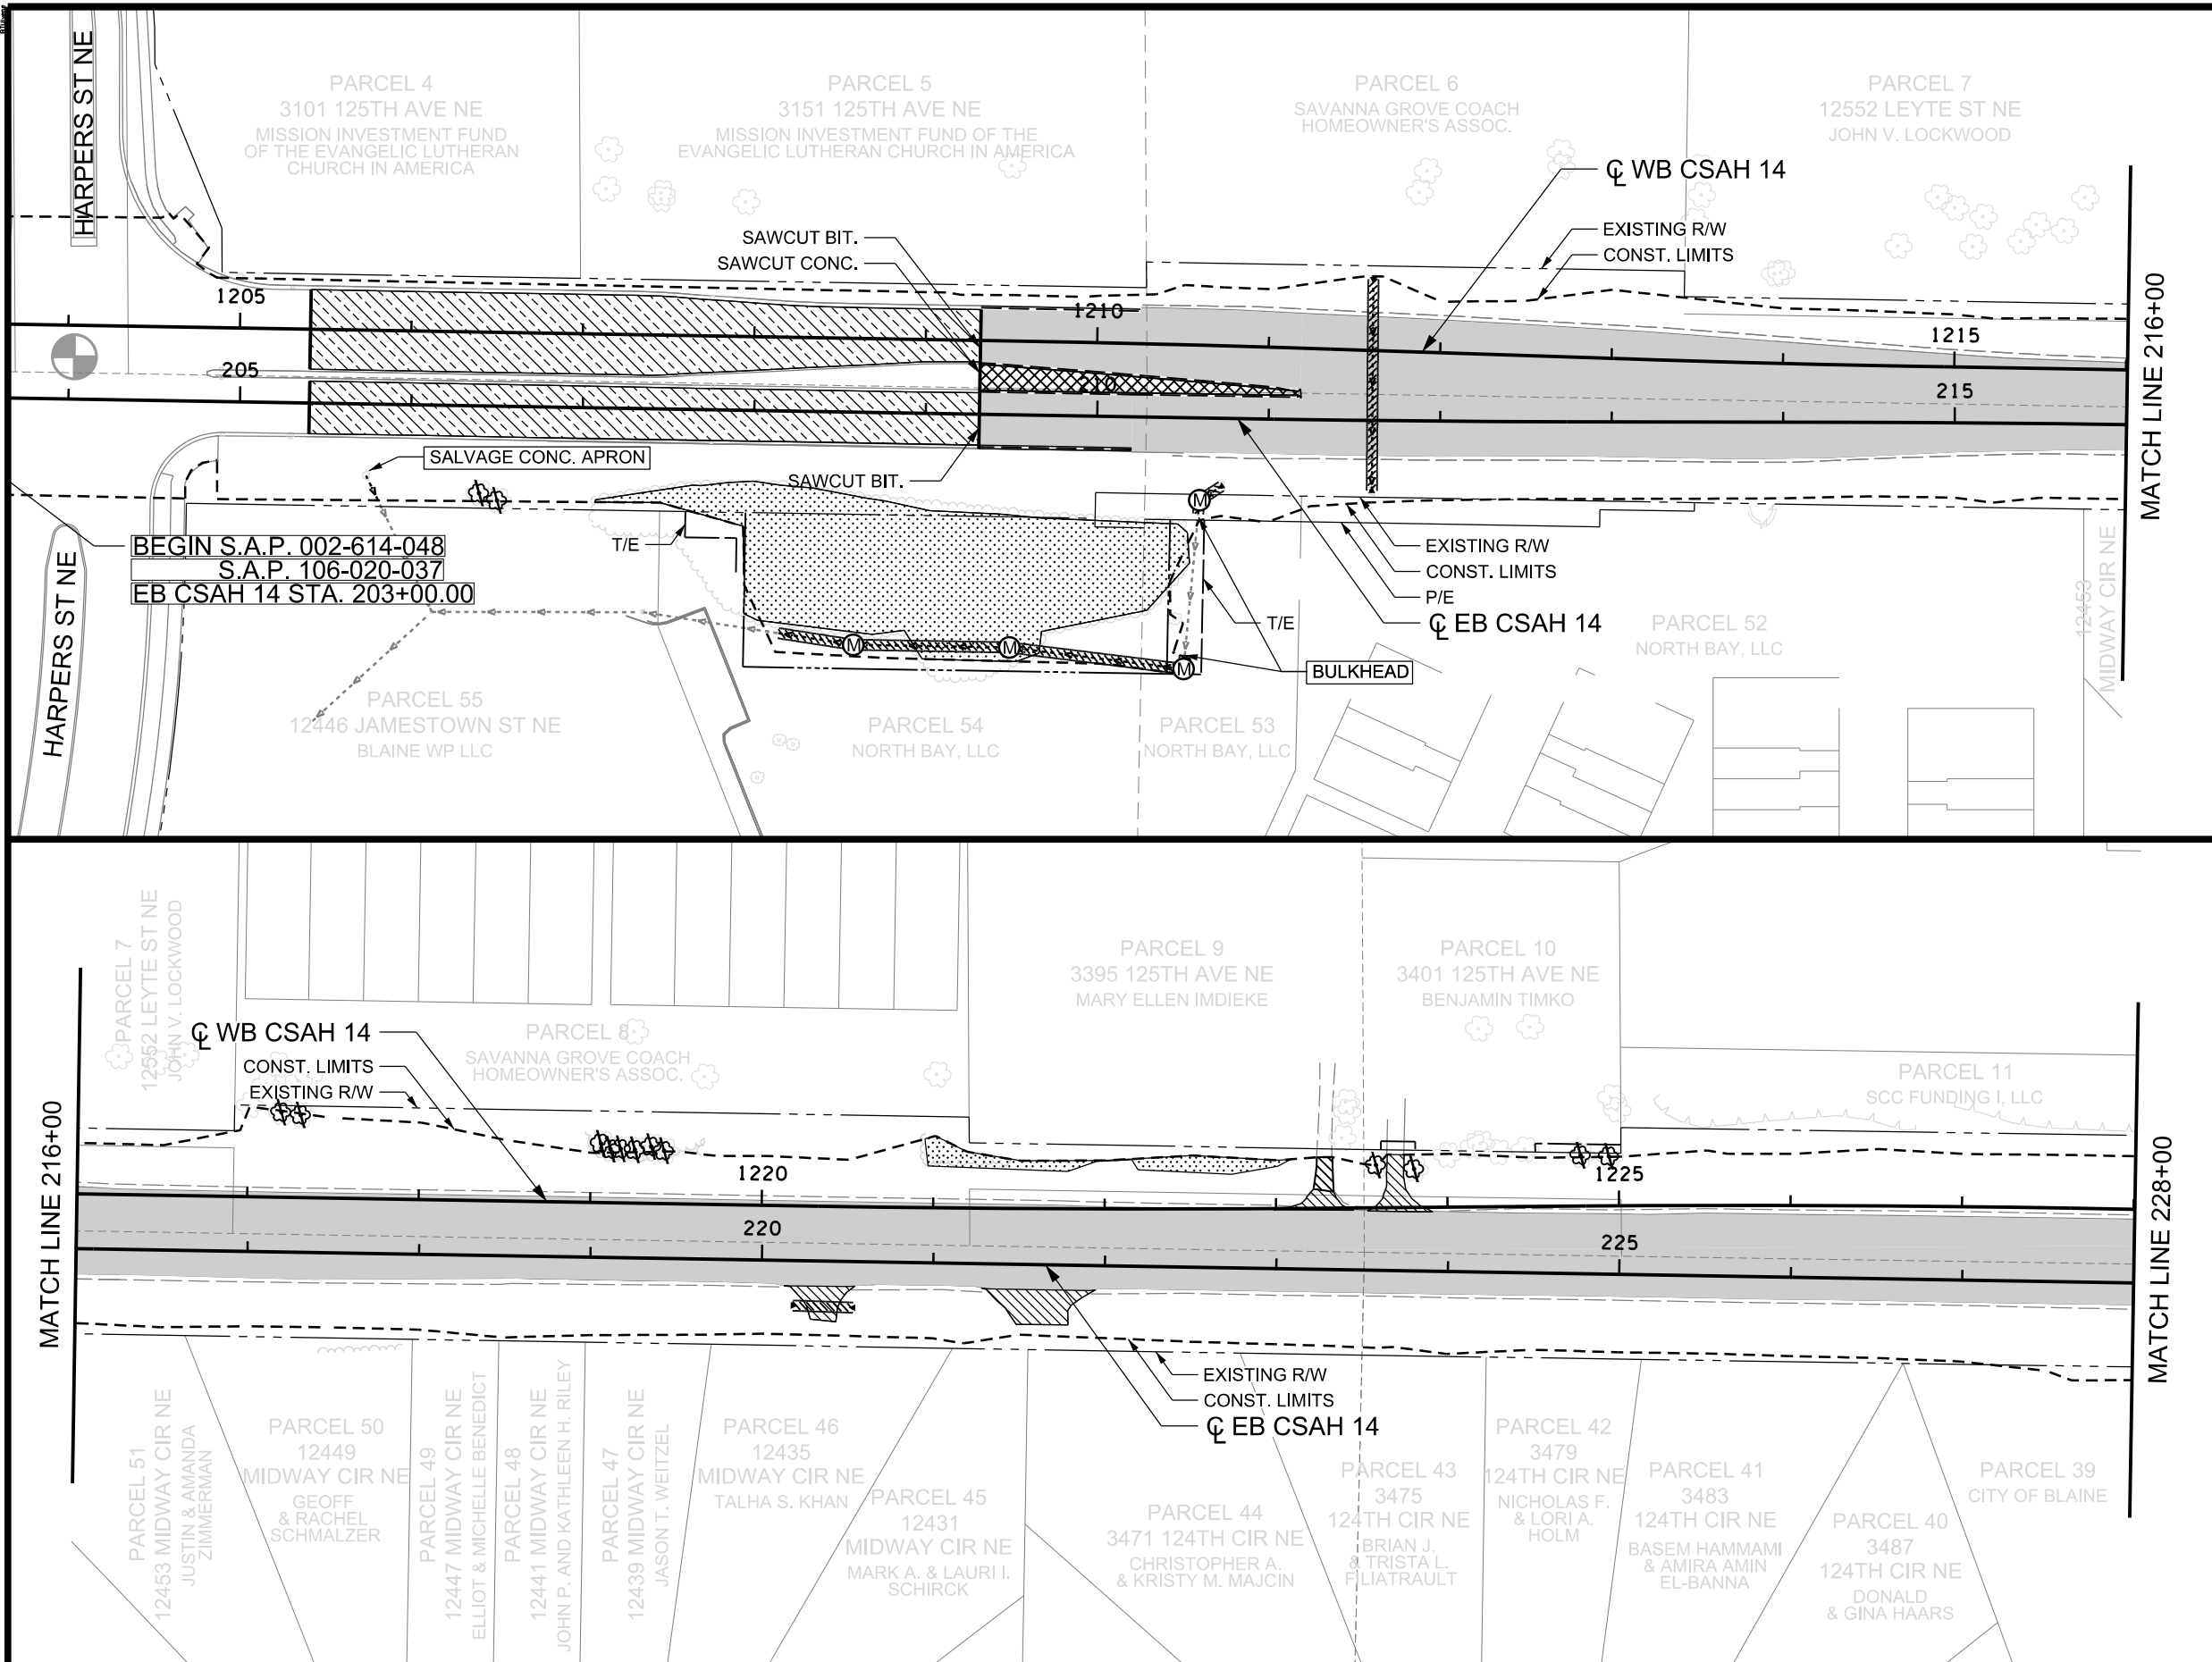 HARPERS ST NE
PARCEL 4
3101 125TH AVE NE
MISSION INVESTMENT FUND
OF THE EVANGELIC LUTHERAN
CHURCH IN AMERICA
PARCEL 5
3151 125TH AVE NE
MISSION INVESTMENT FUND OF THE
EVANGELIC LUTHERAN CHURCH IN AMERICA
PARCEL 6
SAVANNA GROVE COACH
HOMEOWNER'S ASSOC.
PARCEL 7
12552 LEYTE ST NE
JOHN V. LOCKWOOD
℄ WB CSAH 14
EXISTING R/W
CONST. LIMITS
SAWCUT BIT.
SAWCUT CONC.
1205
1210
1215
205
210
215
MATCH LINE 216+00
SALVAGE CONC. APRON
SAWCUT BIT.
M
T/E
BEGIN S.A.P. 002-614-048
S.A.P. 106-020-037
EB CSAH 14 STA. 203+00.00
EXISTING R/W
CONST. LIMITS
P/E
℄ EB CSAH 14
T/E
BULKHEAD
M
M
M
HARPERS ST NE
PARCEL 55
12446 JAMESTOWN ST NE
BLAINE WP LLC
PARCEL 54
NORTH BAY, LLC
PARCEL 53
NORTH BAY, LLC
PARCEL 52
NORTH BAY, LLC
12453
MIDWAY CIR NE
PARCEL 7
12552 LEYTE ST NE
JOHN V. LOCKWOOD
℄ WB CSAH 14
CONST. LIMITS
EXISTING R/W
PARCEL 8
SAVANNA GROVE COACH
HOMEOWNER'S ASSOC.
PARCEL 9
3395 125TH AVE NE
MARY ELLEN IMDIEKE
PARCEL 10
3401 125TH AVE NE
BENJAMIN TIMKO
PARCEL 11
SCC FUNDING I, LLC
MATCH LINE 216+00
1220
1225
220
225
MATCH LINE 228+00
EXISTING R/W
CONST. LIMITS
℄ EB CSAH 14
PARCEL 51
12453 MIDWAY CIR NE
JUSTIN & AMANDA
ZIMMERMAN
PARCEL 50
12449
MIDWAY CIR NE
GEOFF
& RACHEL
SCHMALZER
PARCEL 49
12447 MIDWAY CIR NE
ELLIOT & MICHELLE BENEDICT
PARCEL 48
12441 MIDWAY CIR NE
JOHN P. AND KATHLEEN H. RILEY
PARCEL 47
12439 MIDWAY CIR NE
JASON T. WEITZEL
PARCEL 46
12435
MIDWAY CIR NE
TALHA S. KHAN
PARCEL 45
12431
MIDWAY CIR NE
MARK A. & LAURI I.
SCHIRCK
PARCEL 44
3471 124TH CIR NE
CHRISTOPHER A.
& KRISTY M. MAJCIN
PARCEL 43
3475
124TH CIR NE
BRIAN J.
& TRISTA L.
FILIATRAULT
PARCEL 42
3479
124TH CIR NE
NICHOLAS F.
& LORI A.
HOLM
PARCEL 41
3483
124TH CIR NE
BASEM HAMMAMI
& AMIRA AMIN
EL-BANNA
PARCEL 40
3487
124TH CIR NE
DONALD
& GINA HAARS
PARCEL 39
CITY OF BLAINE